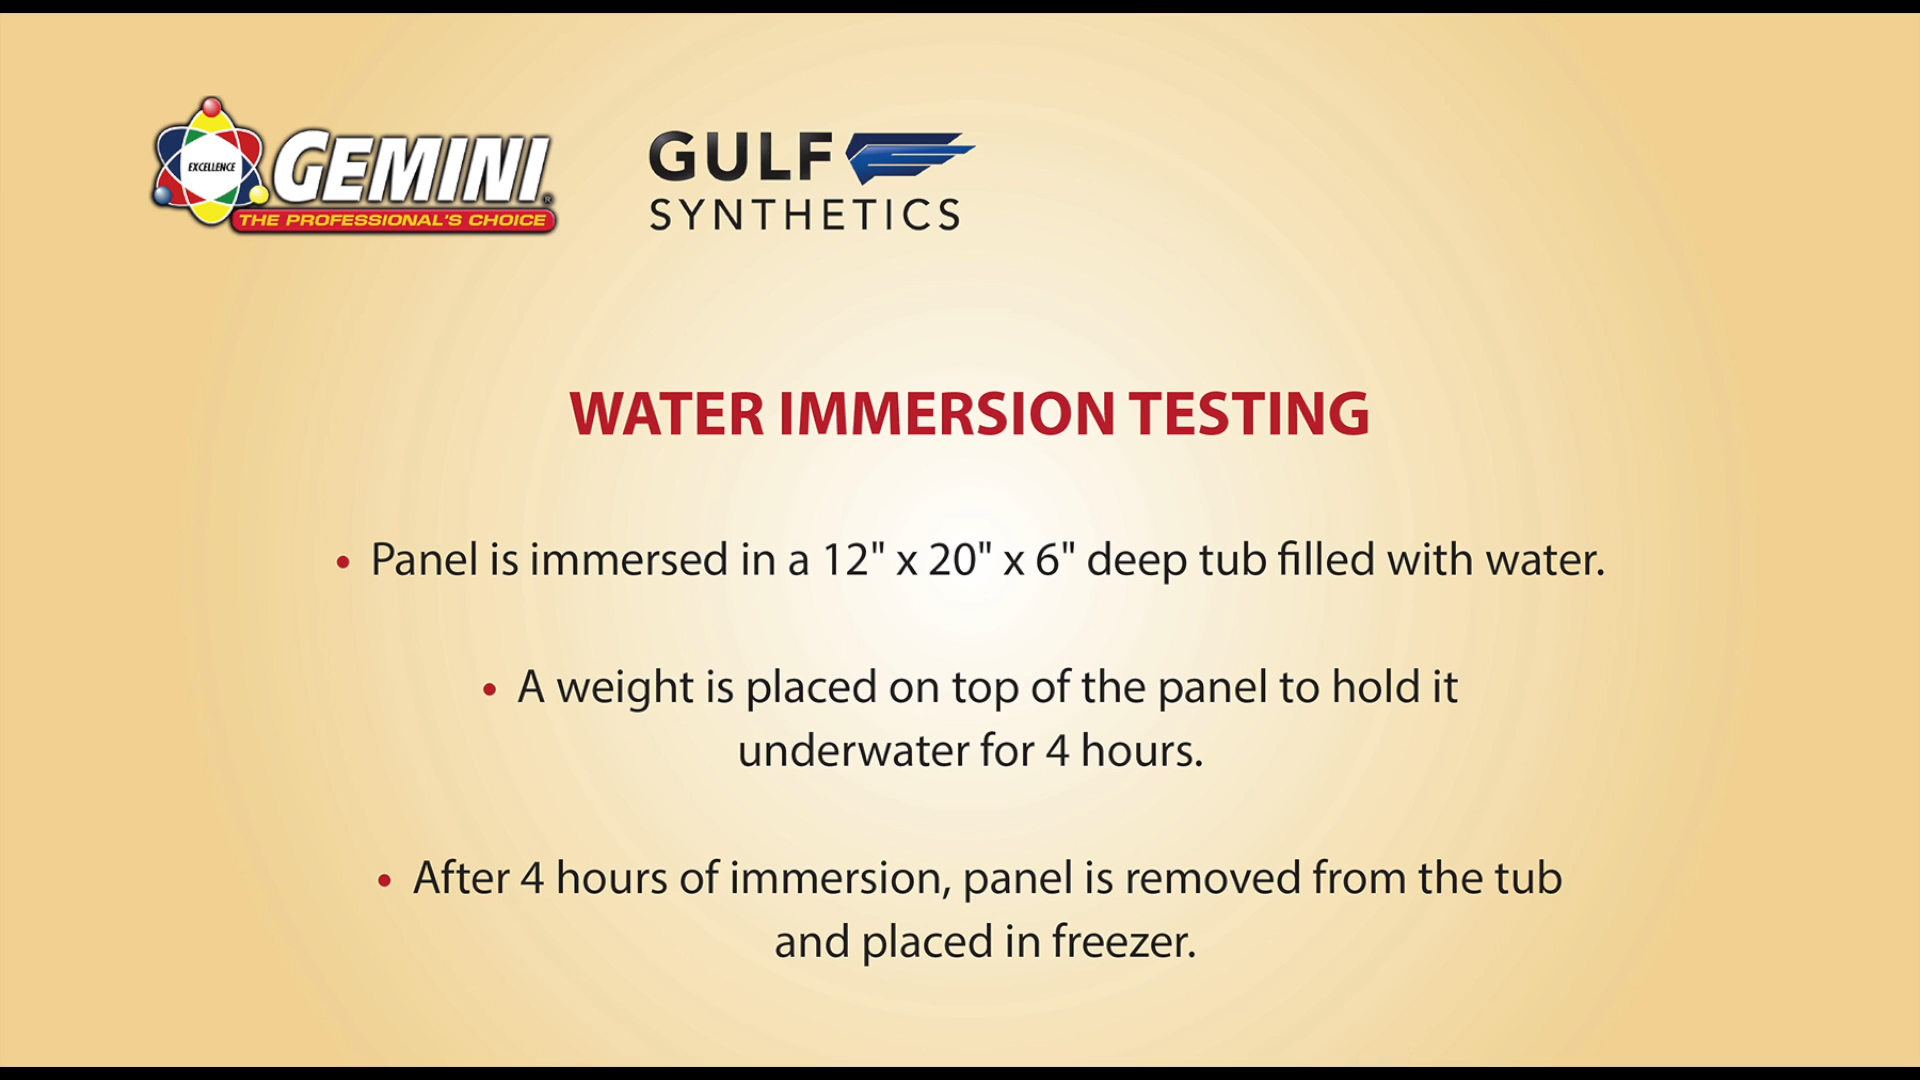 EXCELLENCE
GEMINI®
THE PROFESSIONAL'S CHOICE
GULF
SYNTHETICS
WATER IMMERSION TESTING
• Panel is immersed in a 12" x 20" x 6" deep tub filled with water.
• A weight is placed on top of the panel to hold it
underwater for 4 hours.
• After 4 hours of immersion, panel is removed from the tub
and placed in freezer.